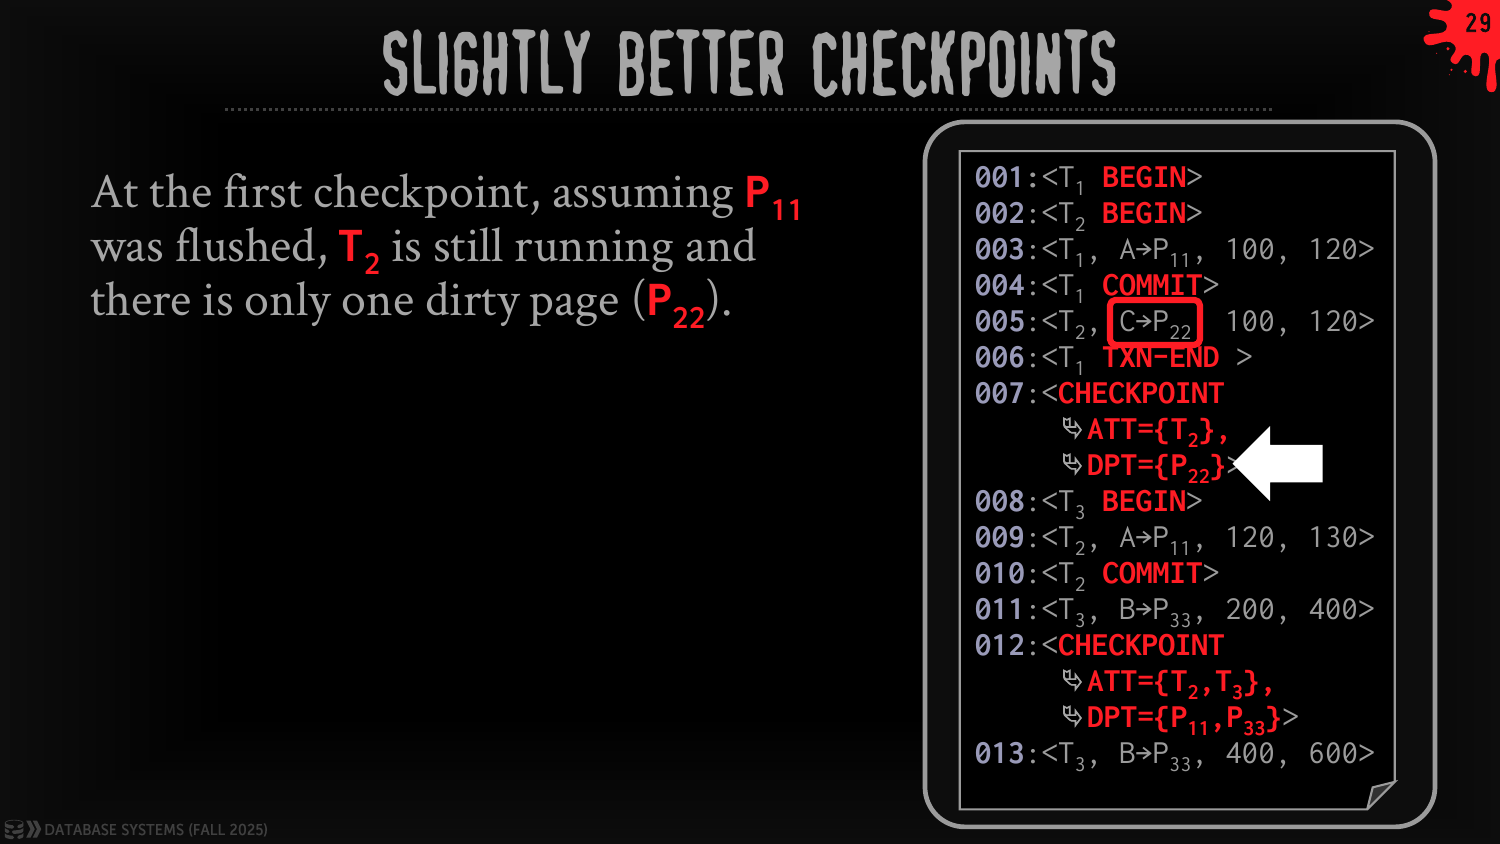 29
SLIGHTLY BETTER CHECKPOINTS
At the first checkpoint, assuming P11
was flushed, T2 is still running and
there is only one dirty page (P22).
001:<T1 BEGIN>
002:<T2 BEGIN>
003:<T1, A→P11, 100, 120>
004:<T1 COMMIT>
005:<T2, C→P22, 100, 120>
006:<T1 TXN-END >
007:<CHECKPOINT
⮡ATT={T2},
⮡DPT={P22}>
008:<T3 BEGIN>
009:<T2, A→P11, 120, 130>
010:<T2 COMMIT>
011:<T3, B→P33, 200, 400>
012:<CHECKPOINT
⮡ATT={T2,T3},
⮡DPT={P11,P33}>
013:<T3, B→P33, 400, 600>
DATABASE SYSTEMS (FALL 2025)